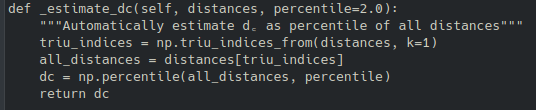 def _estimate_dc(self, distances, percentile=2.0):
    """Automatically estimate d꜀ as percentile of all distances"""
    triu_indices = np.triu_indices_from(distances, k=1)
    all_distances = distances[triu_indices]
    dc = np.percentile(all_distances, percentile)
    return dc